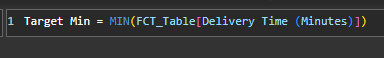 1 Target Min = MIN(FCT_Table[Delivery Time (Minutes)])